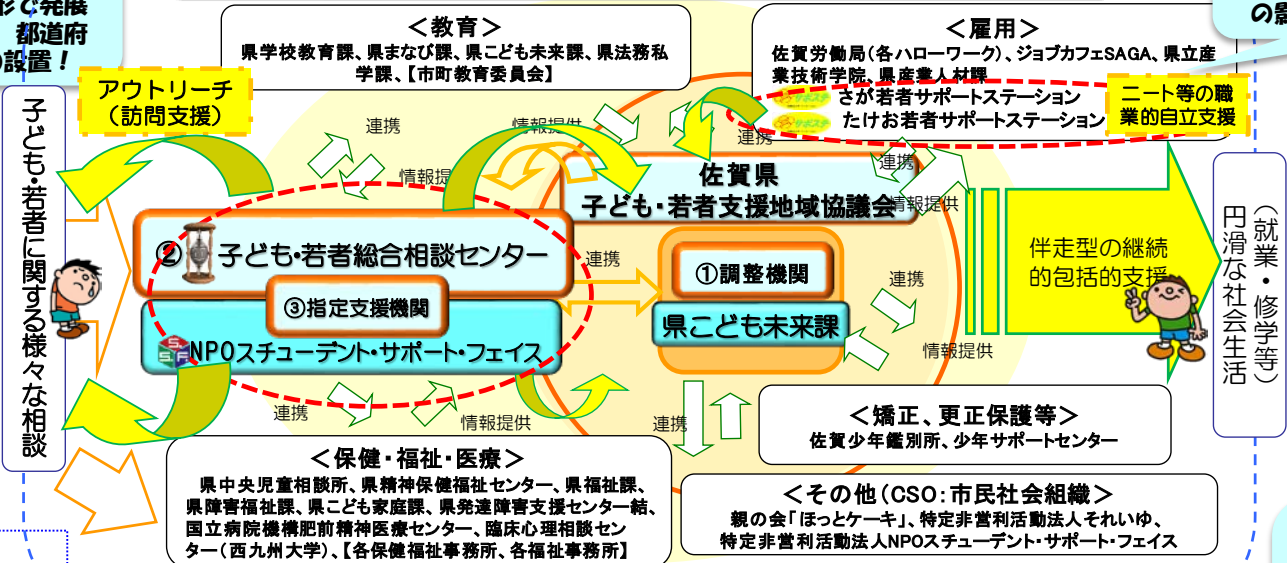 形で発展
都道府
設置！
の影
＜教育＞
県学校教育課、県まなび課、県こども未来課、県法務私
学課、【市町教育委員会】
＜雇用＞
佐賀労働局（各ハローワーク）、ジョブカフェSAGA、県立産
業技術学院、県産業人材課
サポステ さが若者サポートステーション
サポステ たけお若者サポートステーション
ニート等の職
業的自立支援
アウトリーチ
（訪問支援）
子ども・若者に関する様々な相談
連携
情報提供
連携
情報提供
連携
情報提供
佐賀県
子ども・若者支援地域協議会
②子ども・若者総合相談センター
③指定支援機関
NPOスチューデント・サポート・フェイス
連携
①調整機関
県こども未来課
連携
情報提供
伴走型の継続
的包括的支援
円滑な社会生活
（就業・修学等）
連携
情報提供
連携
＜矯正、更正保護等＞
佐賀少年鑑別所、少年サポートセンター
＜保健・福祉・医療＞
県中央児童相談所、県精神保健福祉センター、県福祉課、
県障害福祉課、県こども家庭課、県発達障害支援センター結、
国立病院機構肥前精神医療センター、臨床心理相談セン
ター（西九州大学）、【各保健福祉事務所、各福祉事務所】
＜その他（CSO：市民社会組織＞
親の会「ほっとケーキ」、特定非営利活動法人それいゆ、
特定非営利活動法人NPOスチューデント・サポート・フェイス